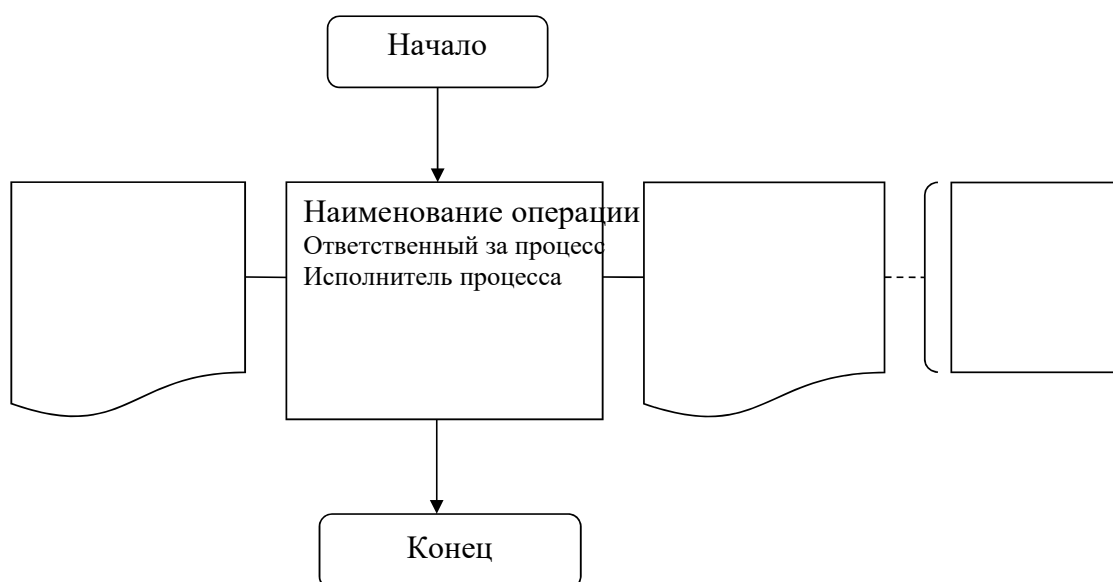 Начало
Наименование операции
Ответственный за процесс
Исполнитель процесса
Конец